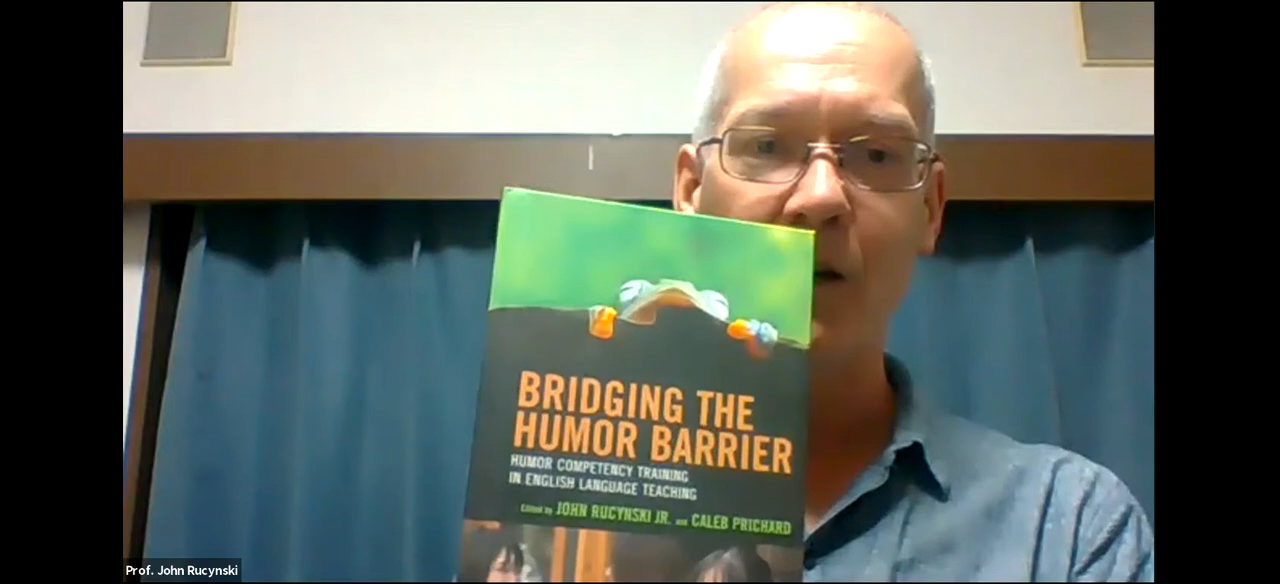 BRIDGING THE
HUMOR BARRIER
HUMOR COMPETENCY TRAINING
IN ENGLISH LANGUAGE TEACHING
Edited by JOHN RUCYNSKI JR. and CALEB PRICHARD
Prof. John Rucynski